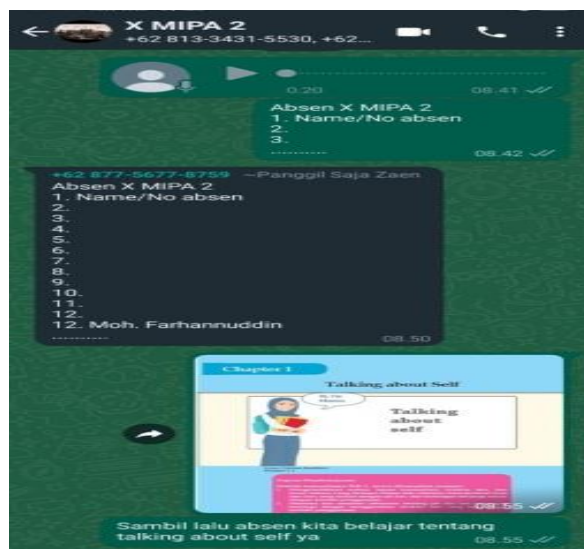 X MIPA 2
+62 813-3431-5530, +62...
0:20 08.41
Absen X MIPA 2
1. Name/No absen
2.
3.
..........
08.42
+62 877-5677-8759 ~Panggil Saja Zaen
Absen X MIPA 2
1. Name/No absen
2.
3.
4.
5.
6.
7.
8.
9.
10.
11.
12.
12. Moh. Farhannuddin
..........
08.50
Chapter 1
Talking about Self
Talking
about
self
08.55
Sambil lalu absen kita belajar tentang
talking about self ya
08.55